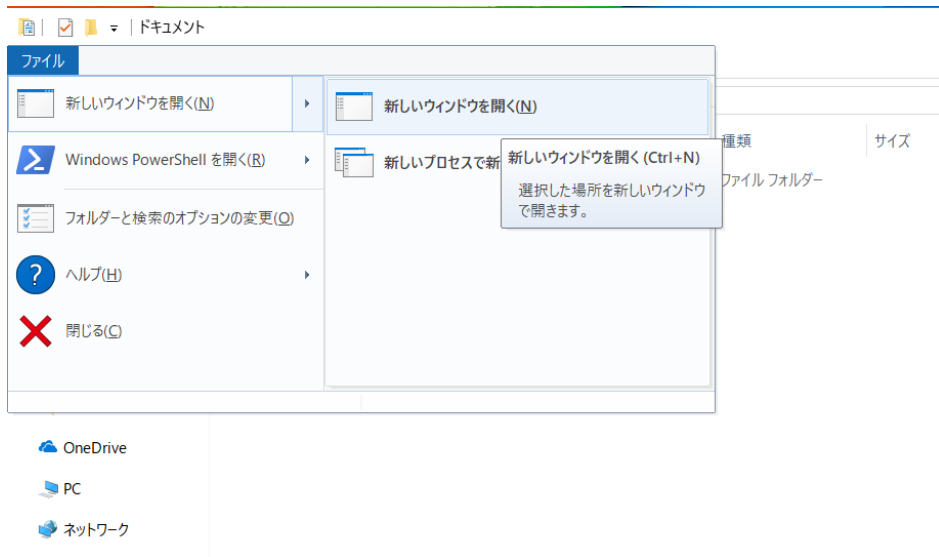 ドキュメント
ファイル
新しいウィンドウを開く(N)
Windows PowerShell を開く(R)
フォルダーと検索のオプションの変更(O)
ヘルプ(H)
閉じる(C)
新しいウィンドウを開く(N)
新しいプロセスで新
新しいウィンドウを開く (Ctrl+N)
選択した場所を新しいウィンドウ
で開きます。
種類
サイズ
ファイル フォルダー
OneDrive
PC
ネットワーク